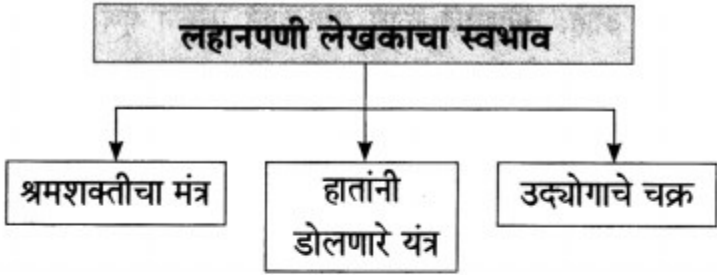 लहानपणी लेखकाचा स्वभाव
श्रमशक्तीचा मंत्र
हातांनी
डोलणारे यंत्र
उद्योगाचे चक्र